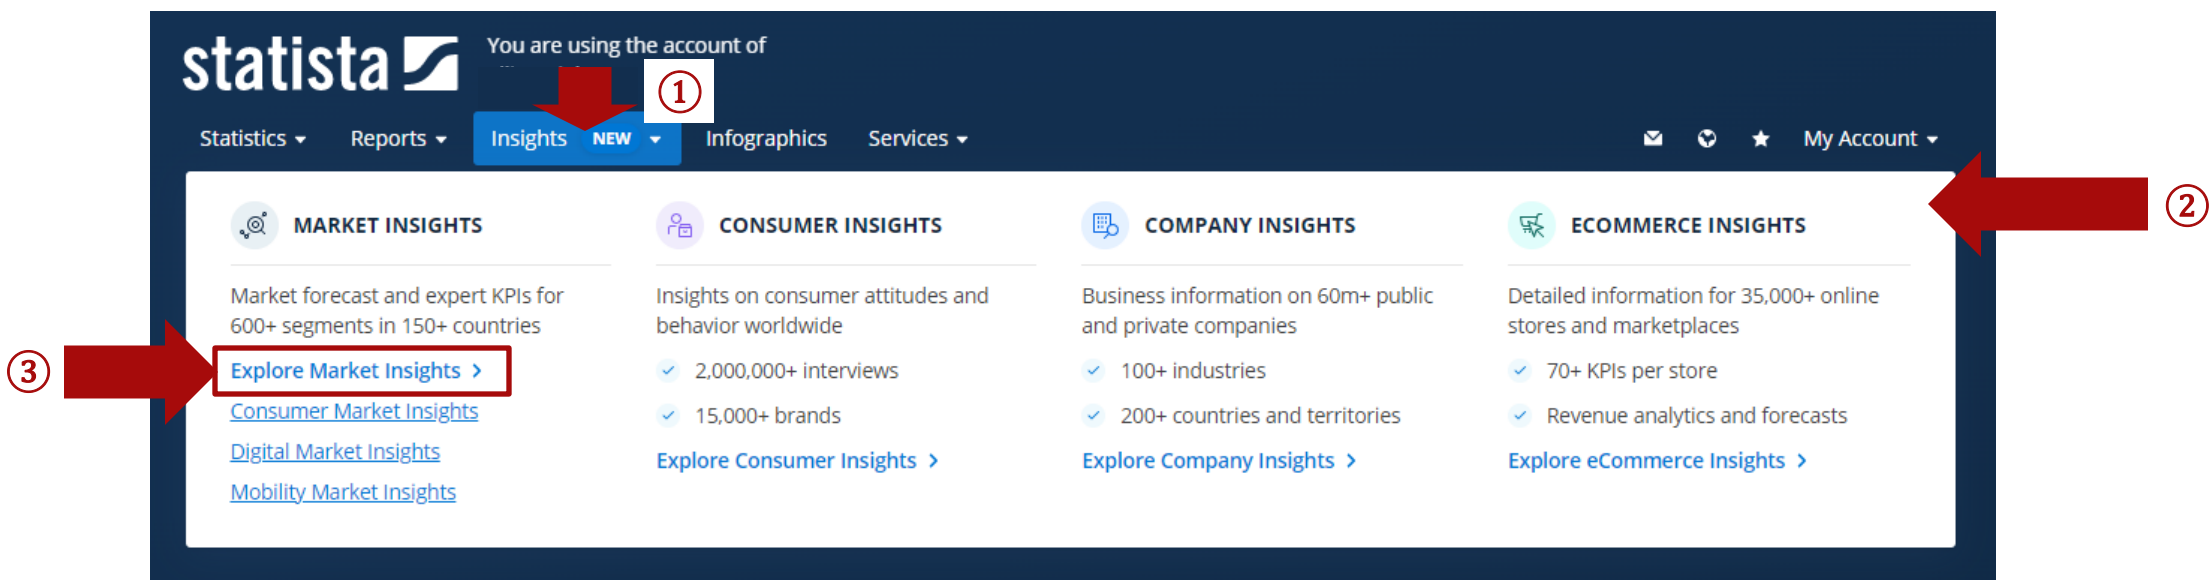 statista
You are using the account of
①
Statistics Reports Insights NEW Infographics Services My Account
②
MARKET INSIGHTS
Market forecast and expert KPIs for
600+ segments in 150+ countries
③
Explore Market Insights >
Consumer Market Insights
Digital Market Insights
Mobility Market Insights
CONSUMER INSIGHTS
Insights on consumer attitudes and
behavior worldwide
2,000,000+ interviews
15,000+ brands
Explore Consumer Insights >
COMPANY INSIGHTS
Business information on 60m+ public
and private companies
100+ industries
200+ countries and territories
Explore Company Insights >
ECOMMERCE INSIGHTS
Detailed information for 35,000+ online
stores and marketplaces
70+ KPIs per store
Revenue analytics and forecasts
Explore eCommerce Insights >